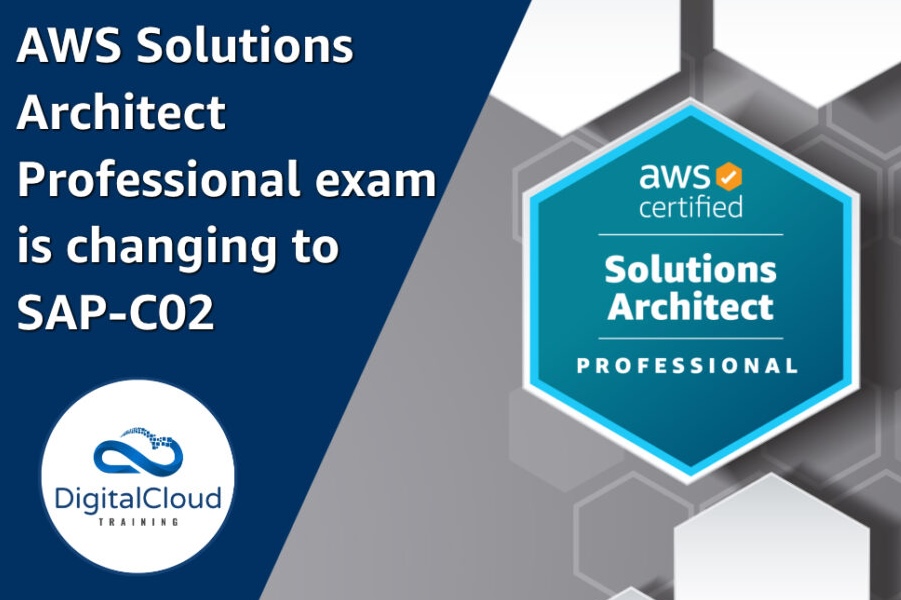 AWS Solutions
Architect
Professional exam
is changing to
SAP-C02
DigitalCloud
TRAINING
aws
certified
Solutions
Architect
PROFESSIONAL